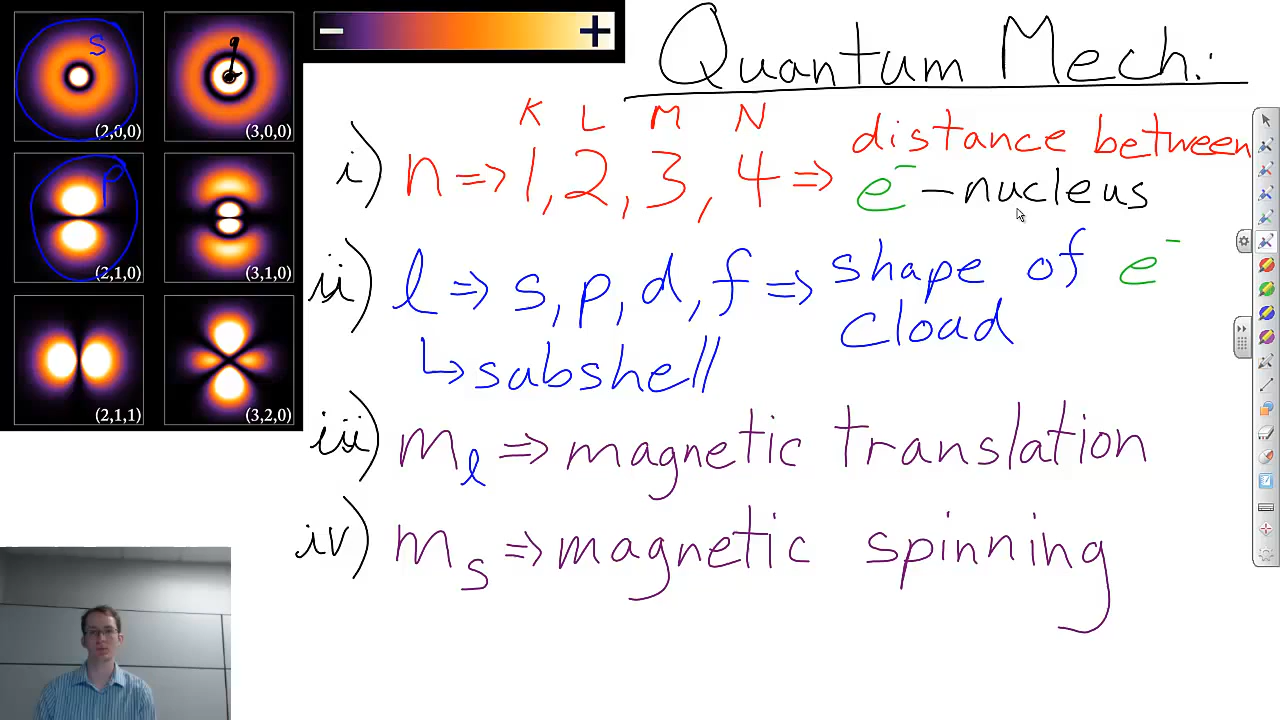 s
(2,0,0)
(3,0,0)
p
(2,1,0)
(3,1,0)
(2,1,1)
(3,2,0)
− +
Quantum Mech.:
K L M N
i) n => 1, 2, 3, 4 => distance between
e⁻ – nucleus
ii) l => s, p, d, f => shape of e⁻
cload
↳ subshell
iii) mₗ => magnetic translation
iv) mₛ => magnetic spinning